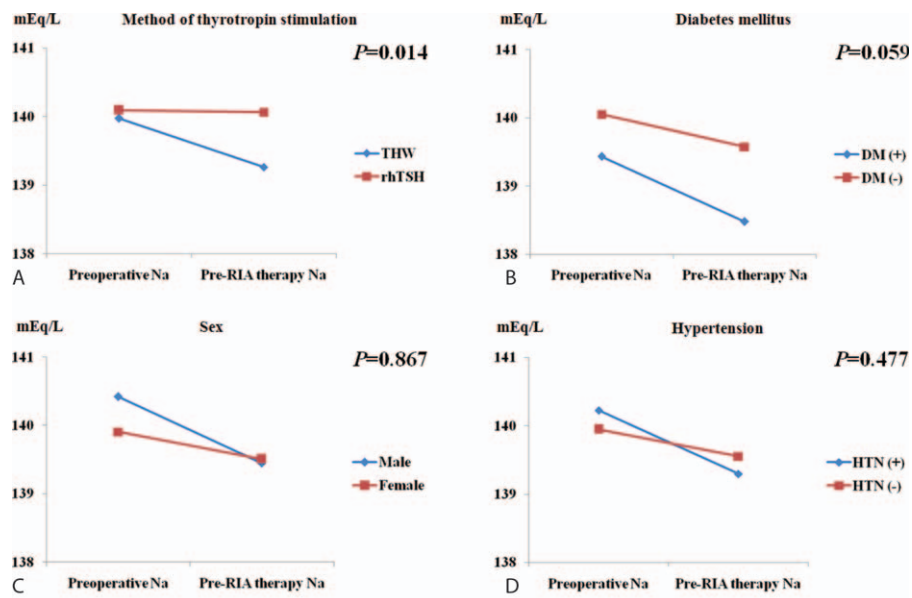 mEq/L Method of thyrotropin stimulation
141
P=0.014
140
THW
rhTSH
139
138
Preoperative Na Pre-RIA therapy Na
A
mEq/L Diabetes mellitus
141
P=0.059
140
DM (+)
DM (-)
139
138
Preoperative Na Pre-RIA therapy Na
B
mEq/L Sex
141
P=0.867
140
Male
Female
139
138
Preoperative Na Pre-RIA therapy Na
C
mEq/L Hypertension
141
P=0.477
140
HTN (+)
HTN (-)
139
138
Preoperative Na Pre-RIA therapy Na
D